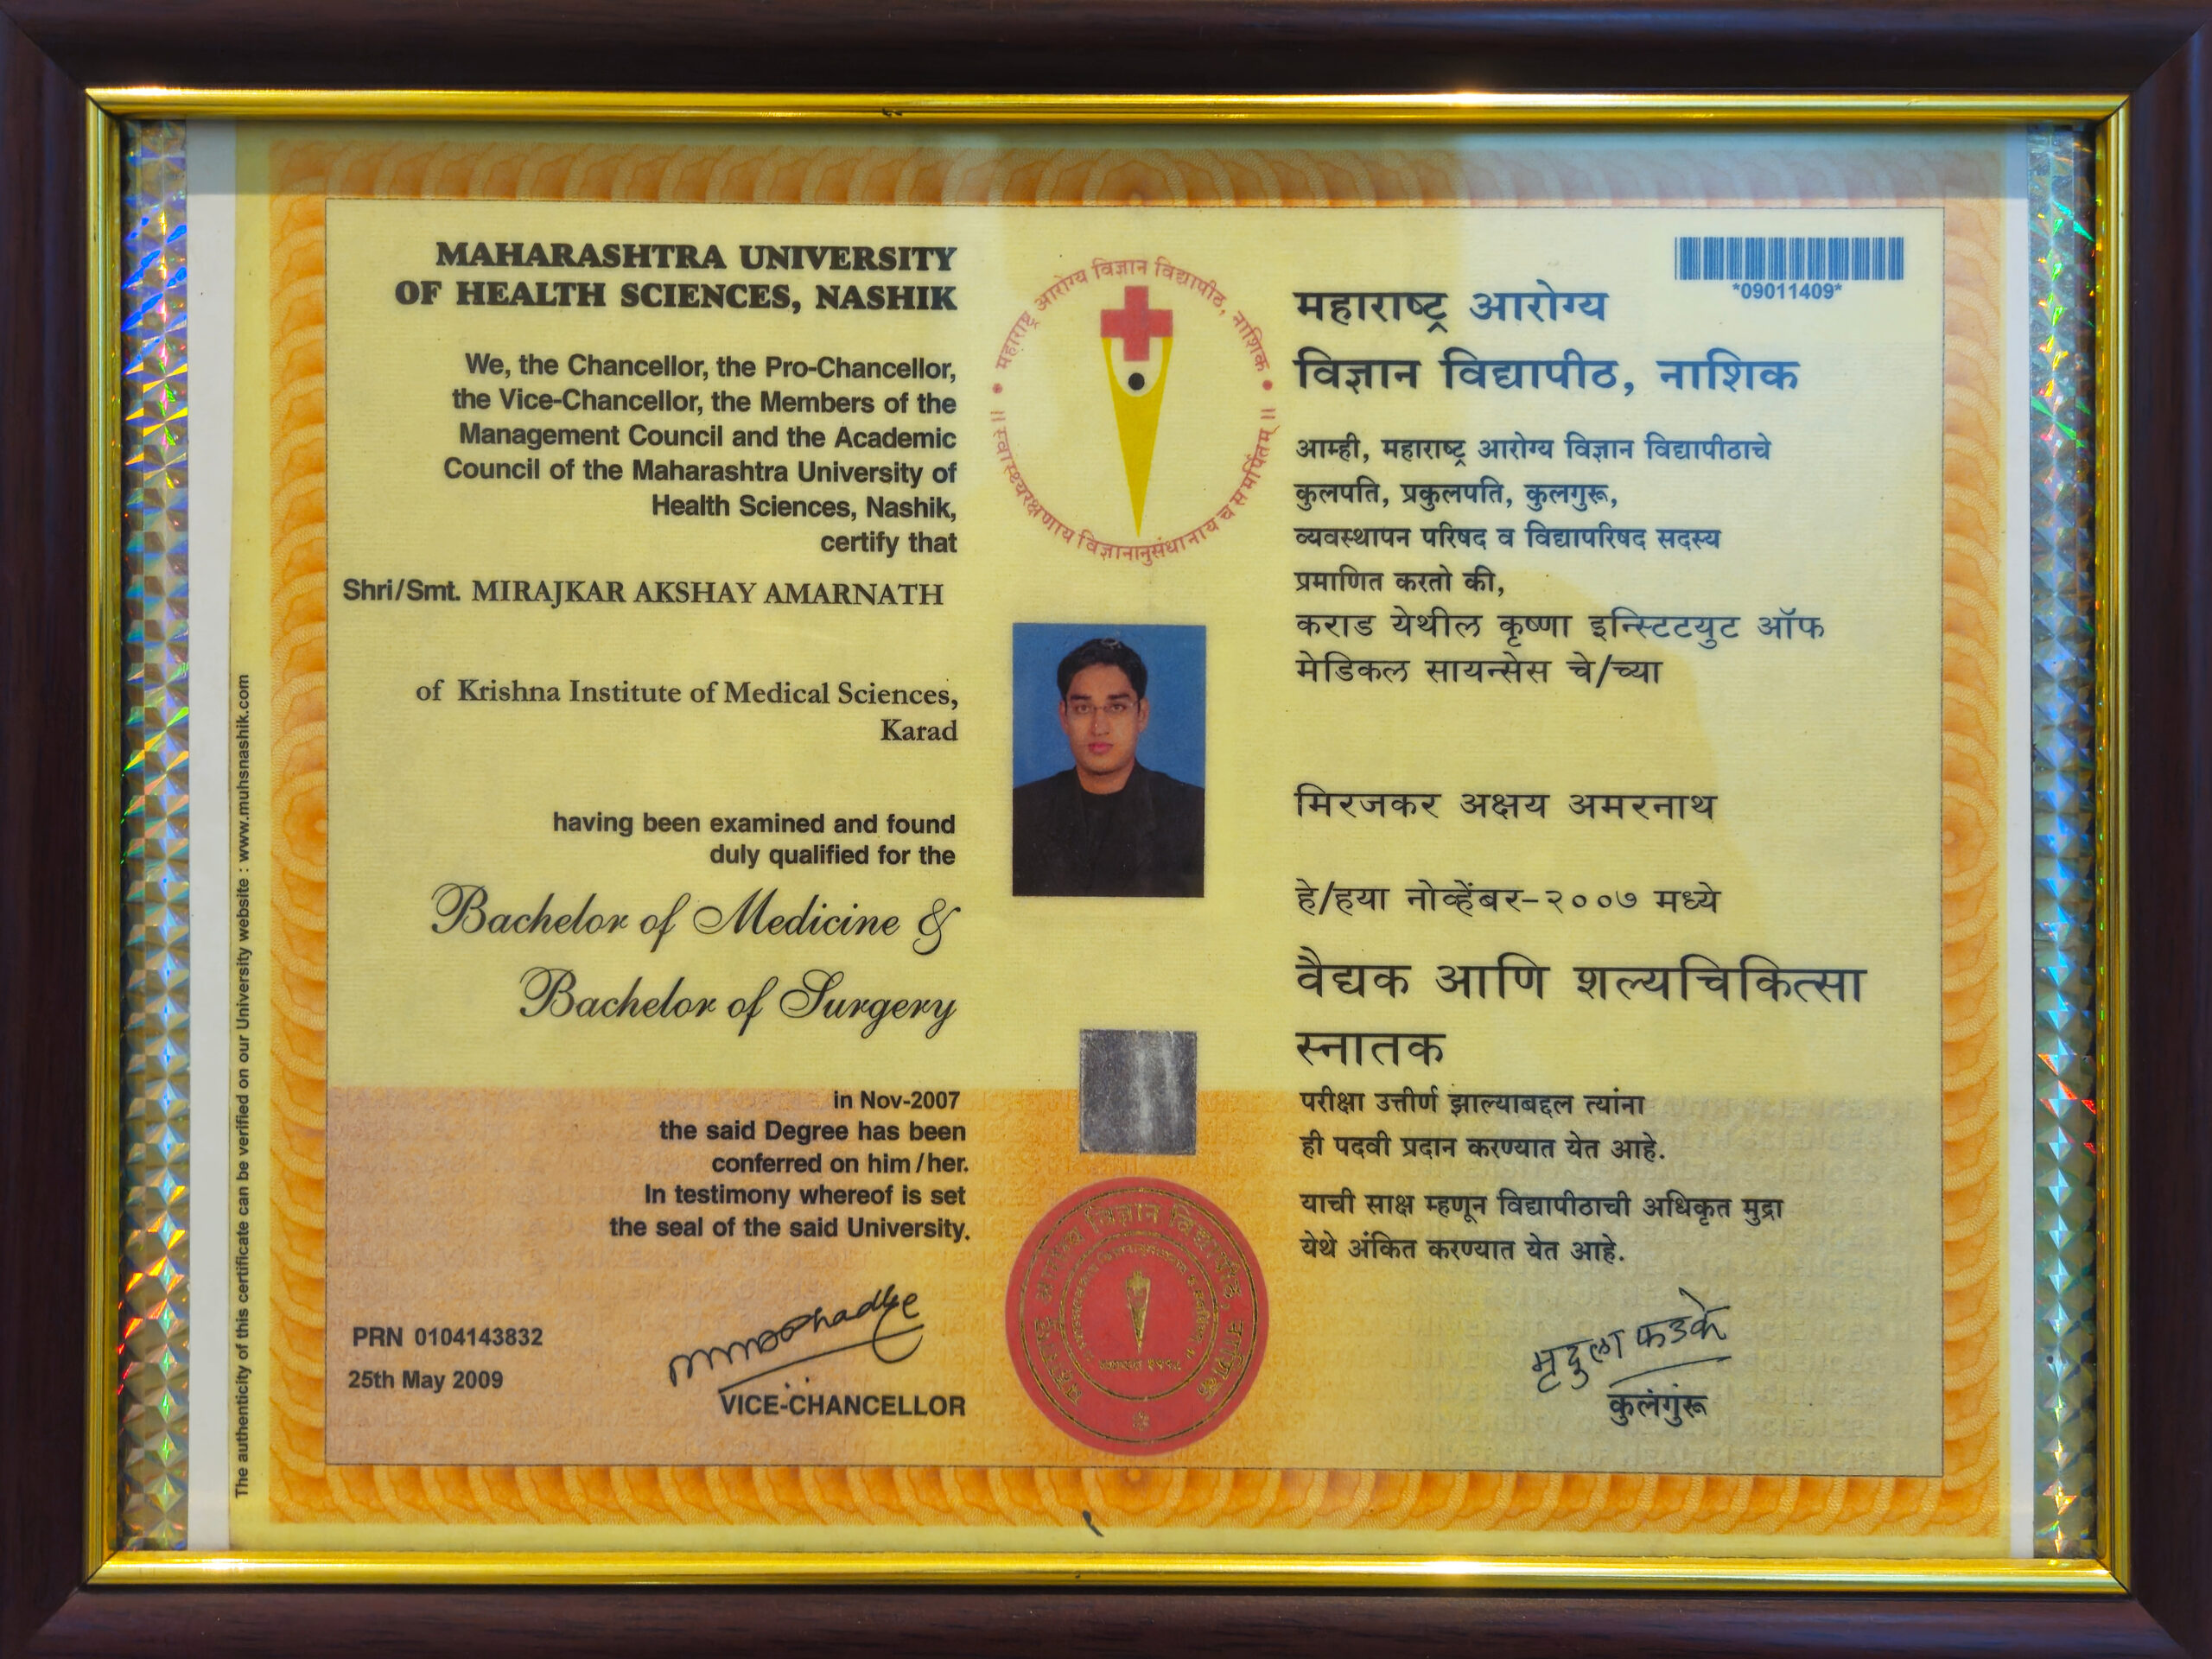 MAHARASHTRA UNIVERSITY
OF HEALTH SCIENCES, NASHIK
We, the Chancellor, the Pro-Chancellor,
the Vice-Chancellor, the Members of the
Management Council and the Academic
Council of the Maharashtra University of
Health Sciences, Nashik,
certify that
Shri/Smt. MIRAJKAR AKSHAY AMARNATH
of Krishna Institute of Medical Sciences,
Karad
having been examined and found
duly qualified for the
Bachelor of Medicine &
Bachelor of Surgery
in Nov-2007
the said Degree has been
conferred on him/her.
In testimony whereof is set
the seal of the said University.
PRN 0104143832
25th May 2009
VICE-CHANCELLOR
The authenticity of this certificate can be verified on our University website : www.muhsnashik.com
महाराष्ट्र आरोग्य विज्ञान विद्यापीठ, नाशिक
॥ स्वास्थ्यरक्षणाय विज्ञानानुसंधानाय च समर्पितम् ॥
*09011409*
महाराष्ट्र आरोग्य
विज्ञान विद्यापीठ, नाशिक
आम्ही, महाराष्ट्र आरोग्य विज्ञान विद्यापीठाचे
कुलपति, प्रकुलपति, कुलगुरू,
व्यवस्थापन परिषद व विद्यापरिषद सदस्य
प्रमाणित करतो की,
कराड येथील कृष्णा इन्स्टिटयुट ऑफ
मेडिकल सायन्सेस चे/च्या
मिरजकर अक्षय अमरनाथ
हे/हया नोव्हेंबर-२००७ मध्ये
वैद्यक आणि शल्यचिकित्सा
स्नातक
परीक्षा उत्तीर्ण झाल्याबद्दल त्यांना
ही पदवी प्रदान करण्यात येत आहे.
याची साक्ष म्हणून विद्यापीठाची अधिकृत मुद्रा
येथे अंकित करण्यात येत आहे.
मृदुला फडके
कुलगुरू